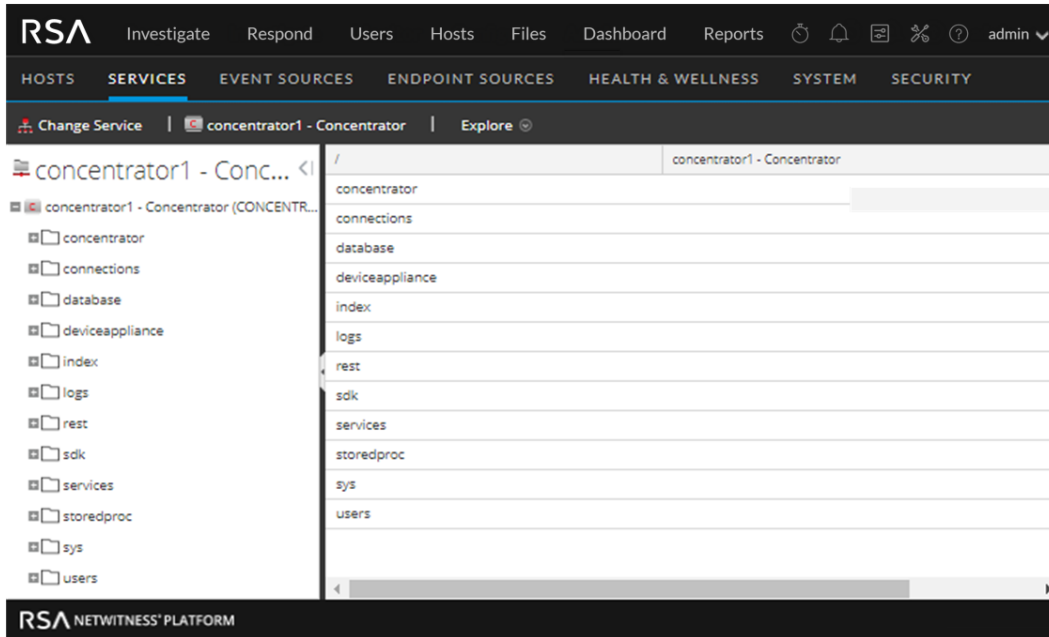 RSA Investigate Respond Users Hosts Files Dashboard Reports admin
HOSTS SERVICES EVENT SOURCES ENDPOINT SOURCES HEALTH & WELLNESS SYSTEM SECURITY
Change Service | concentrator1 - Concentrator | Explore
concentrator1 - Conc...
concentrator1 - Concentrator (CONCENTR...
concentrator
connections
database
deviceappliance
index
logs
rest
sdk
services
storedproc
sys
users
/ concentrator1 - Concentrator
concentrator
connections
database
deviceappliance
index
logs
rest
sdk
services
storedproc
sys
users
RSA NETWITNESS® PLATFORM